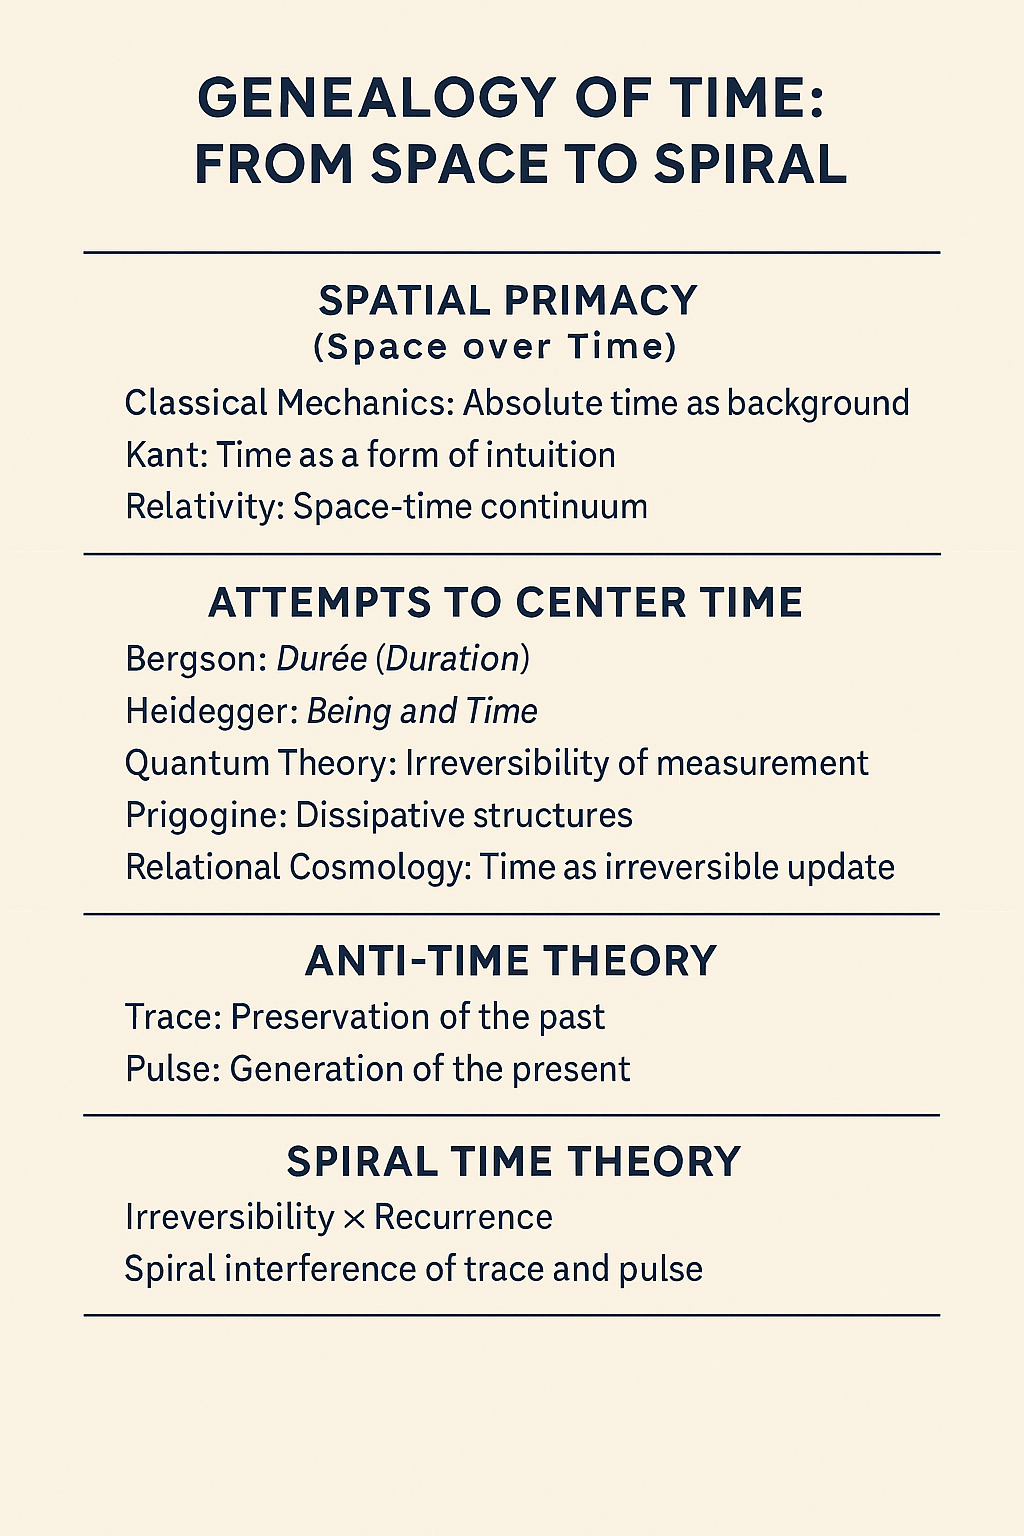 GENEALOGY OF TIME:
FROM SPACE TO SPIRAL
SPATIAL PRIMACY
(Space over Time)
Classical Mechanics: Absolute time as background
Kant: Time as a form of intuition
Relativity: Space-time continuum
ATTEMPTS TO CENTER TIME
Bergson: Durée (Duration)
Heidegger: Being and Time
Quantum Theory: Irreversibility of measurement
Prigogine: Dissipative structures
Relational Cosmology: Time as irreversible update
ANTI-TIME THEORY
Trace: Preservation of the past
Pulse: Generation of the present
SPIRAL TIME THEORY
Irreversibility × Recurrence
Spiral interference of trace and pulse